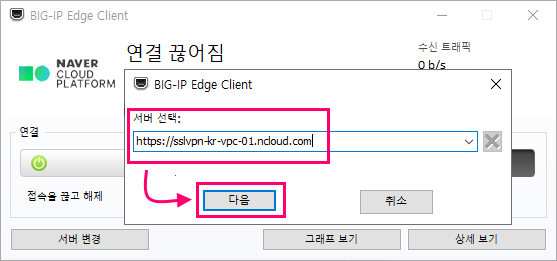 BIG-IP Edge Client
NAVER
CLOUD
PLATFORM
연결 끊어짐
수신 트래픽
0 b/s
BIG-IP Edge Client
서버 선택:
https://sslvpn-kr-vpc-01.ncloud.com
다음
취소
연결
접속을 끊고 해제
서버 변경
그래프 보기
상세 보기